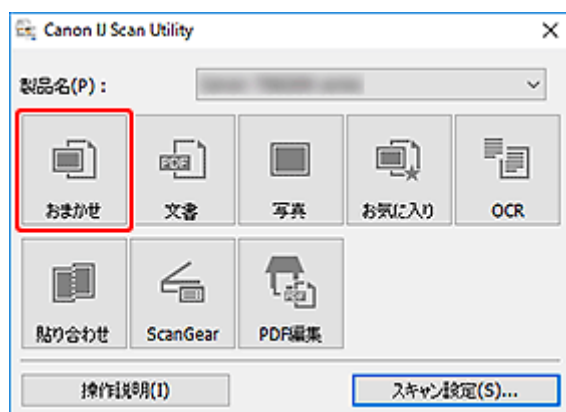 Canon IJ Scan Utility
製品名(P) :
おまかせ
文書
写真
お気に入り
OCR
貼り合わせ
ScanGear
PDF編集
操作説明(I)
スキャン設定(S)...